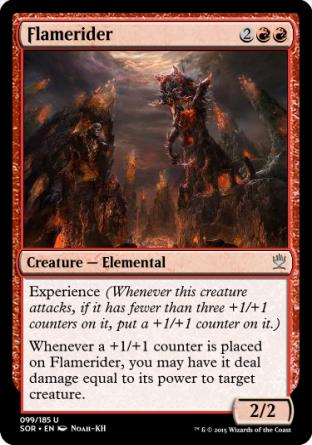 Flamerider 2
Creature — Elemental
Experience (Whenever this creature
attacks, if it has fewer than three +1/+1
counters on it, put a +1/+1 counter on it.)
Whenever a +1/+1 counter is placed
on Flamerider, you may have it deal
damage equal to its power to target
creature.
2/2
099/185 U
SOR • EN Noah-KH ™ & © 2015 Wizards of the Coast